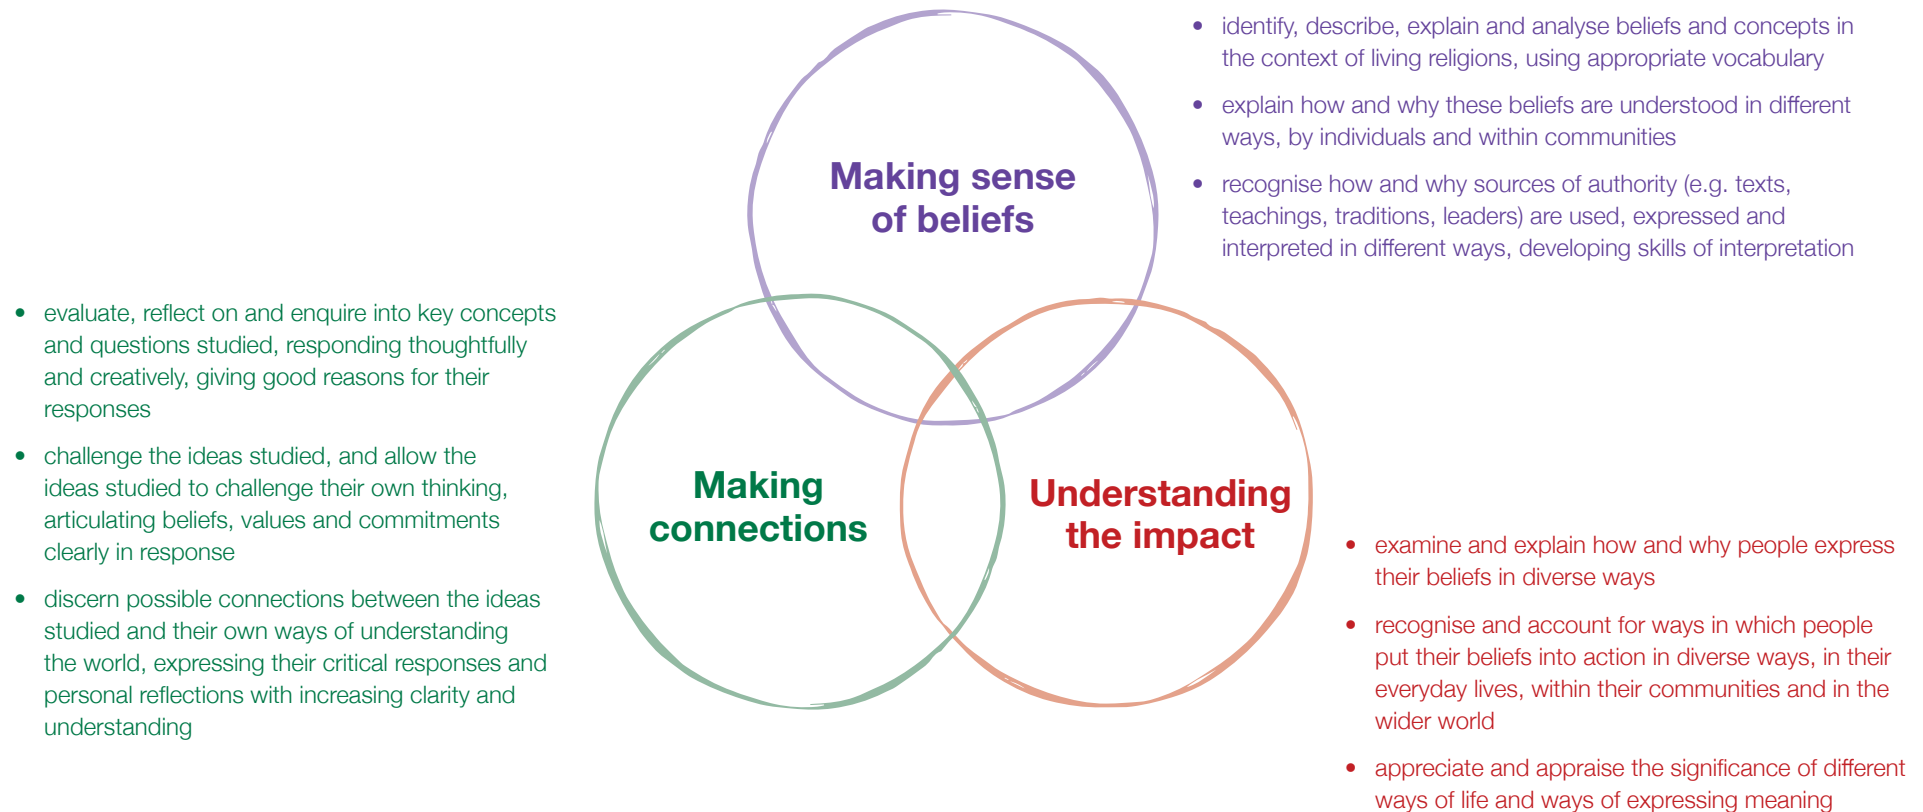 • identify, describe, explain and analyse beliefs and concepts in
the context of living religions, using appropriate vocabulary
• explain how and why these beliefs are understood in different
ways, by individuals and within communities
• recognise how and why sources of authority (e.g. texts,
teachings, traditions, leaders) are used, expressed and
interpreted in different ways, developing skills of interpretation
Making sense
of beliefs
• evaluate, reflect on and enquire into key concepts
and questions studied, responding thoughtfully
and creatively, giving good reasons for their
responses
• challenge the ideas studied, and allow the
ideas studied to challenge their own thinking,
articulating beliefs, values and commitments
clearly in response
• discern possible connections between the ideas
studied and their own ways of understanding
the world, expressing their critical responses and
personal reflections with increasing clarity and
understanding
Making
connections
Understanding
the impact
• examine and explain how and why people express
their beliefs in diverse ways
• recognise and account for ways in which people
put their beliefs into action in diverse ways, in their
everyday lives, within their communities and in the
wider world
• appreciate and appraise the significance of different
ways of life and ways of expressing meaning